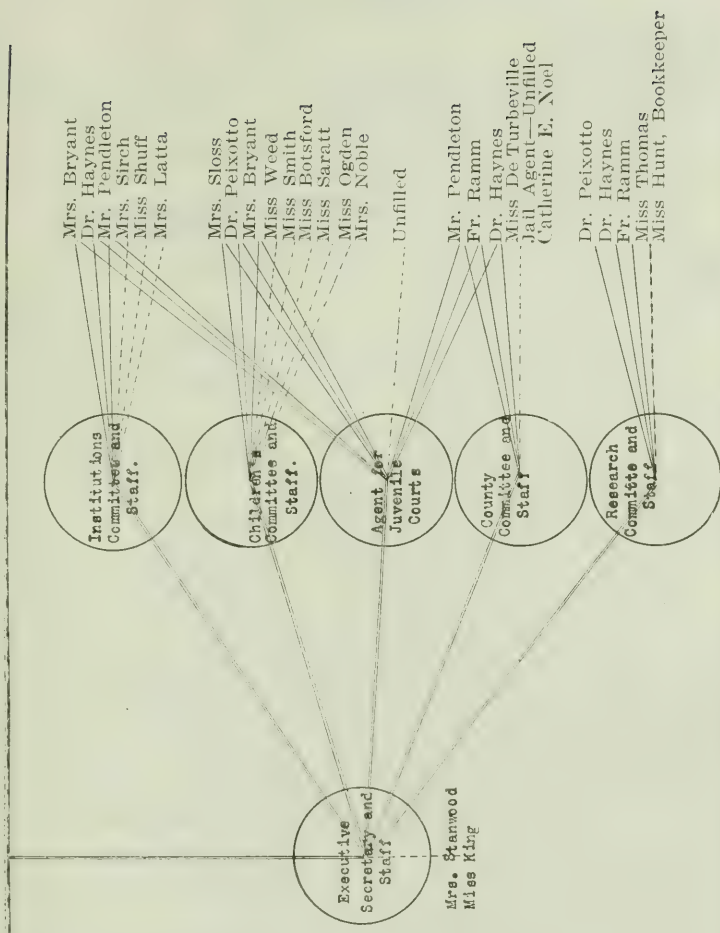 Mrs. Bryant
Dr. Haynes
Mr. Pendleton
Mrs. Sirch
Miss Shuff
Mrs. Latta
Mrs. Sloss
Dr. Peixotto
Mrs. Bryant
Miss Weed
Miss Smith
Miss Botsford
Miss Saratt
Miss Ogden
Mrs. Noble
Unfilled
Mr. Pendleton
Fr. Ramm
Dr. Haynes
Miss De Turbeville
Jail Agent—Unfilled
Catherine E. Noel
Dr. Peixotto
Dr. Haynes
Fr. Ramm
Miss Thomas
Miss Hunt, Bookkeeper
Institutions
Committee and
Staff.
Children's
Committee and
Staff.
Agent for
Juvenile
Courts
County
Committee and
Staff
Research
Committe and
Staff
Executive
Secretary and
Staff
Mrs. Stanwood
Miss King